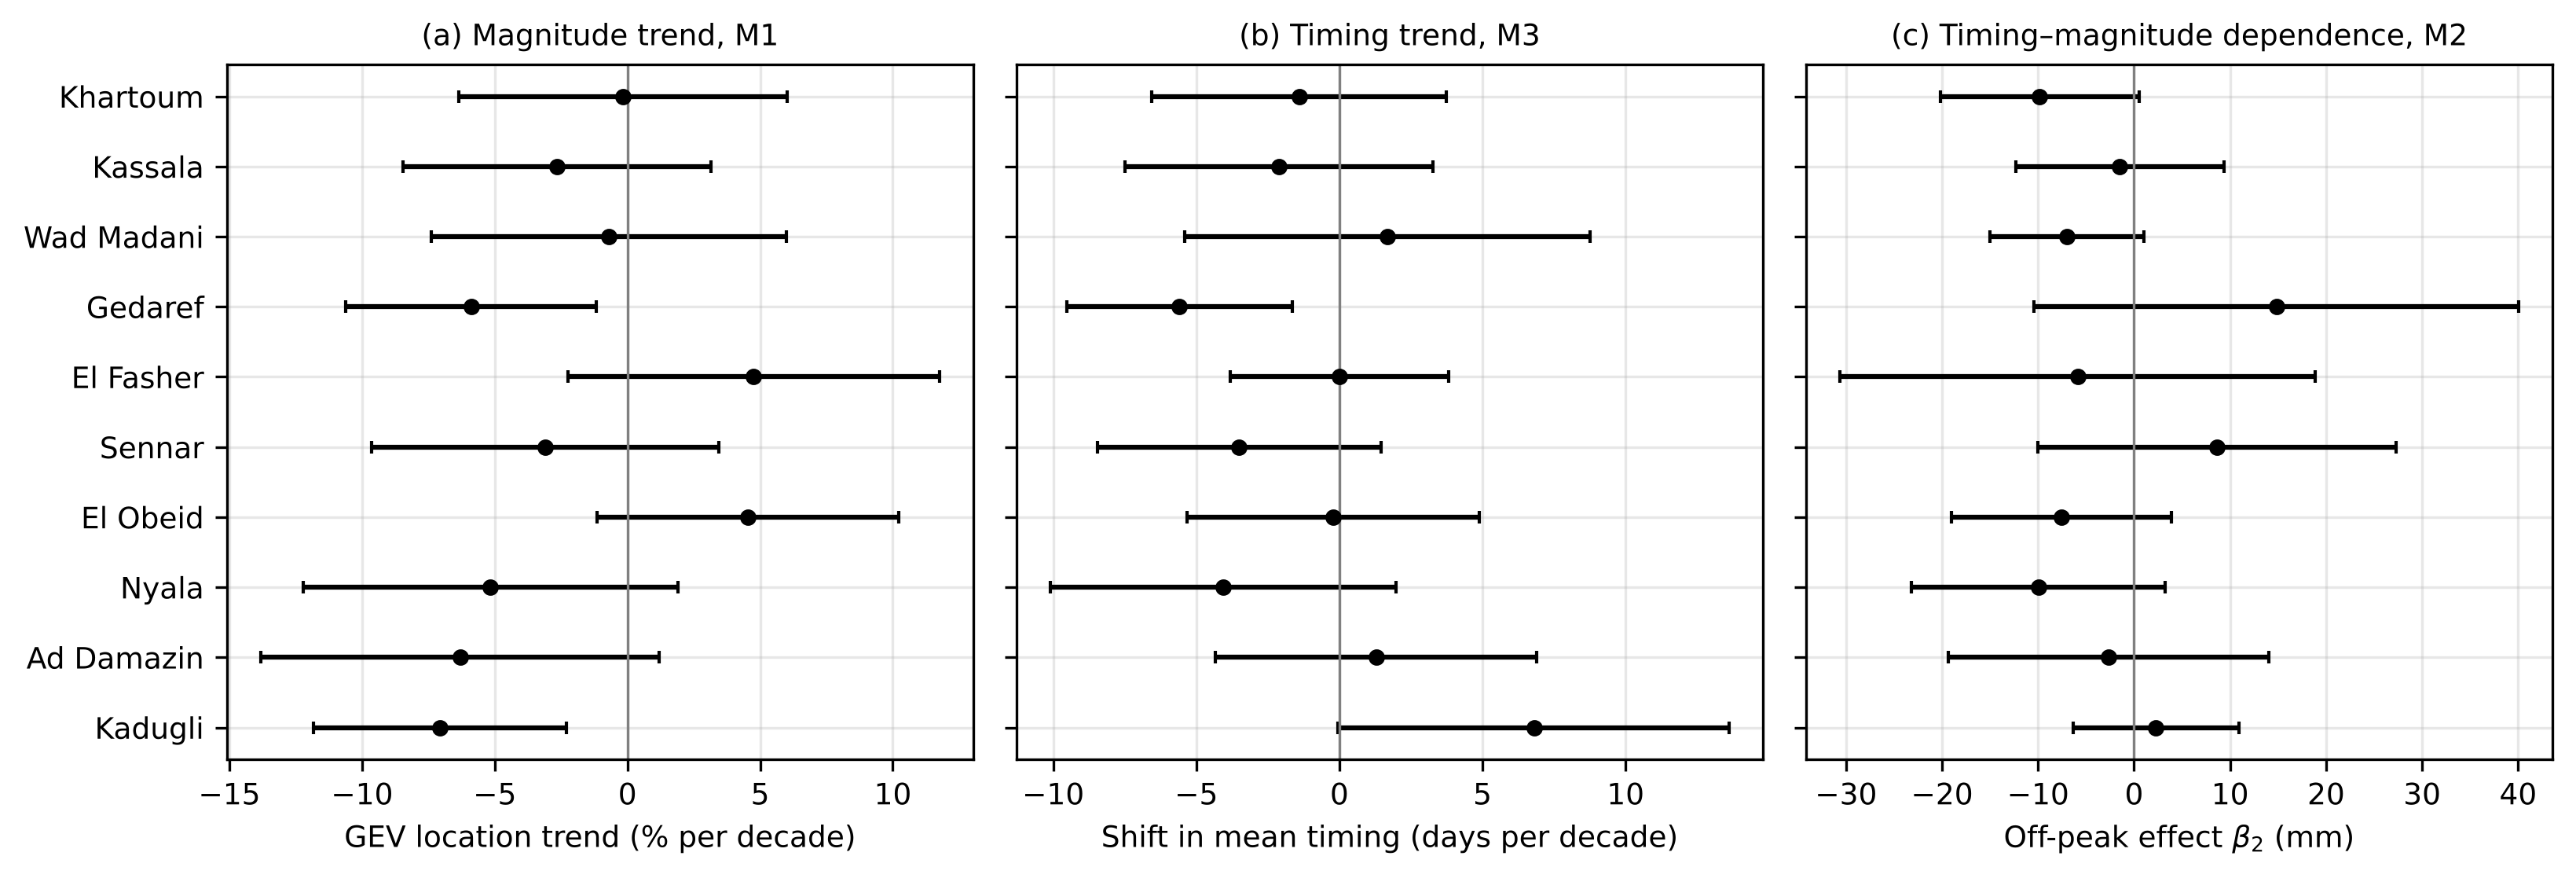 (a) Magnitude trend, M1
(b) Timing trend, M3
(c) Timing–magnitude dependence, M2
Khartoum
Kassala
Wad Madani
Gedaref
El Fasher
Sennar
El Obeid
Nyala
Ad Damazin
Kadugli
−15 −10 −5 0 5 10
−10 −5 0 5 10
−30 −20 −10 0 10 20 30 40
GEV location trend (% per decade)
Shift in mean timing (days per decade)
Off-peak effect β₂ (mm)